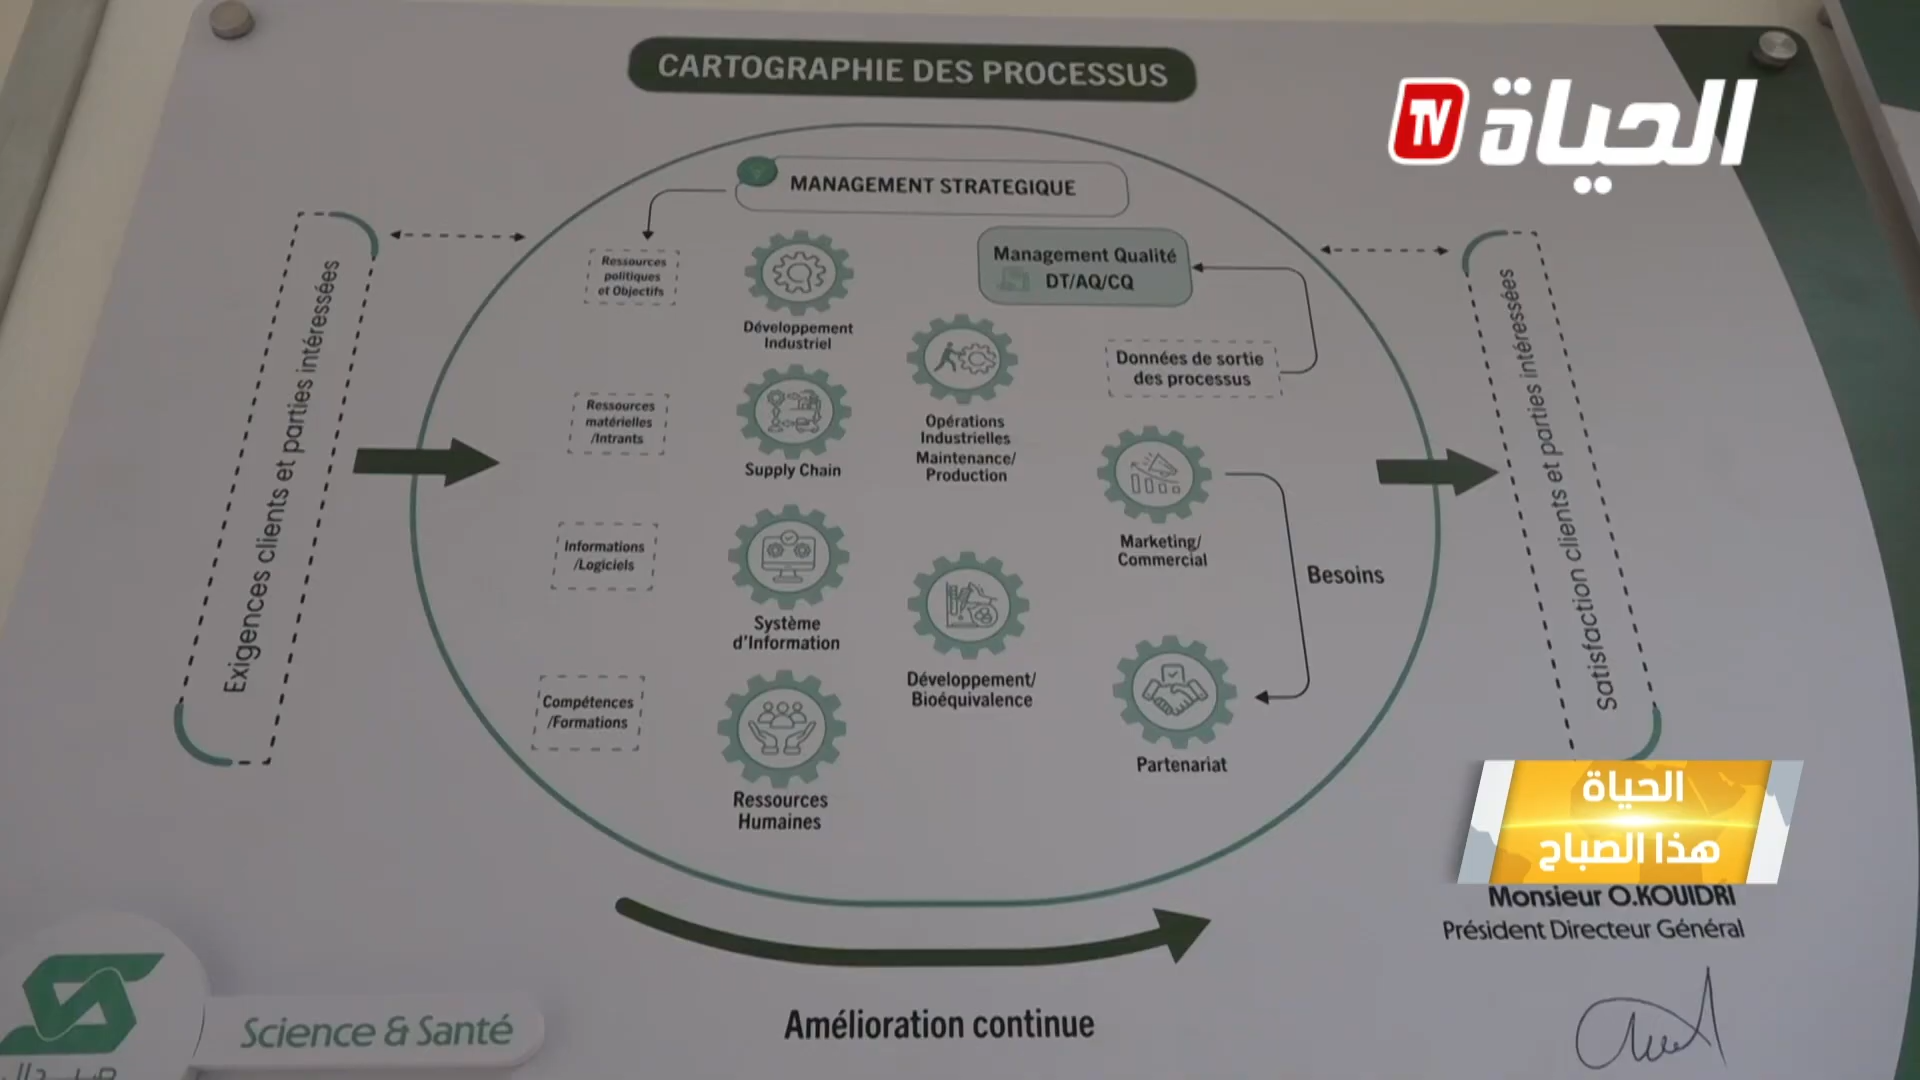 CARTOGRAPHIE DES PROCESSUS
TV الحياة
MANAGEMENT STRATEGIQUE
Ressources
politiques
et Objectifs
Développement
Industriel
Management Qualité
DT/AQ/CQ
Données de sortie
des processus
Ressources
matérielles
/Intrants
Supply Chain
Opérations
Industrielles
Maintenance/
Production
Marketing/
Commercial
Besoins
Informations
/Logiciels
Système
d'Information
Développement/
Bioéquivalence
Compétences
/Formations
Ressources
Humaines
Partenariat
Exigences clients et parties intéressées
Satisfaction clients et parties intéressées
الحياة
هذا الصباح
Monsieur O.KOUIDRI
Président Directeur Général
Amélioration continue
Science & Santé